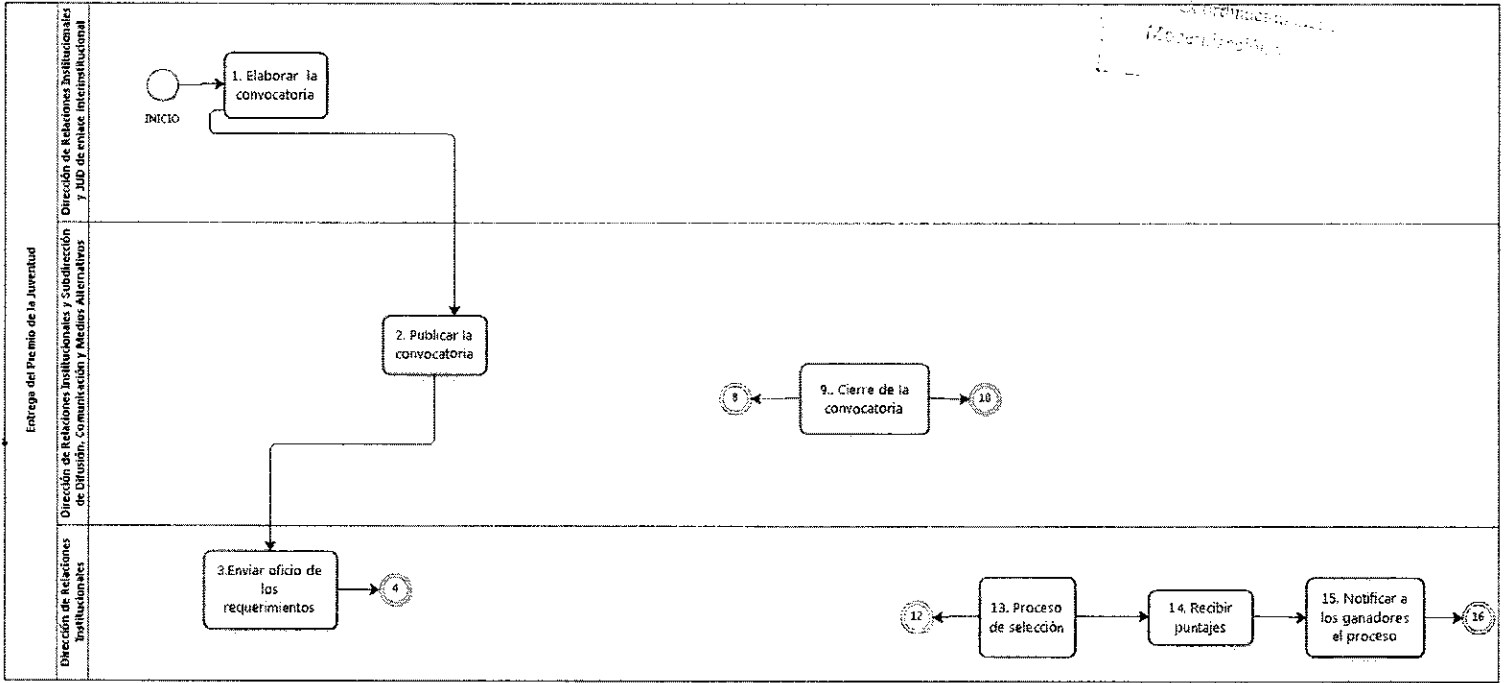 Entrega del Premio de la Juventud
Dirección de Relaciones Institucionales
y JUD de enlace interinstitucional
INICIO
1. Elaborar la
convocatoria
Dirección de Relaciones Institucionales y Subdirección
de Difusión, Comunicación y Medios Alternativos
2. Publicar la
convocatoria
8
9.. Cierre de la
convocatoria
10
Dirección de Relaciones
Institucionales
3.Enviar oficio de
los
requerimientos
4
12
13. Proceso
de selección
14. Recibir
puntajes
15. Notificar a
los ganadores
el proceso
16